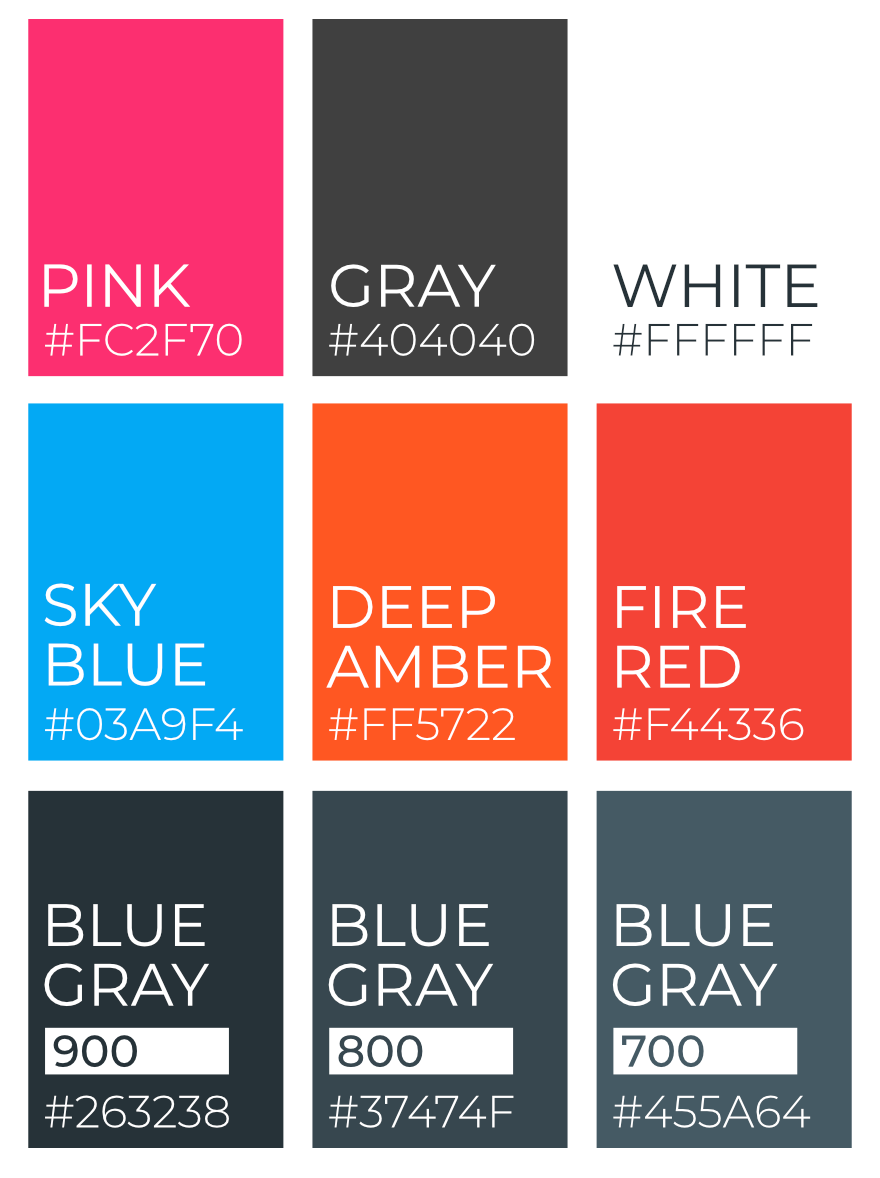 PINK
#FC2F70
GRAY
#404040
WHITE
#FFFFFF
SKY
BLUE
#03A9F4
DEEP
AMBER
#FF5722
FIRE
RED
#F44336
BLUE
GRAY
900
#263238
BLUE
GRAY
800
#37474F
BLUE
GRAY
700
#455A64